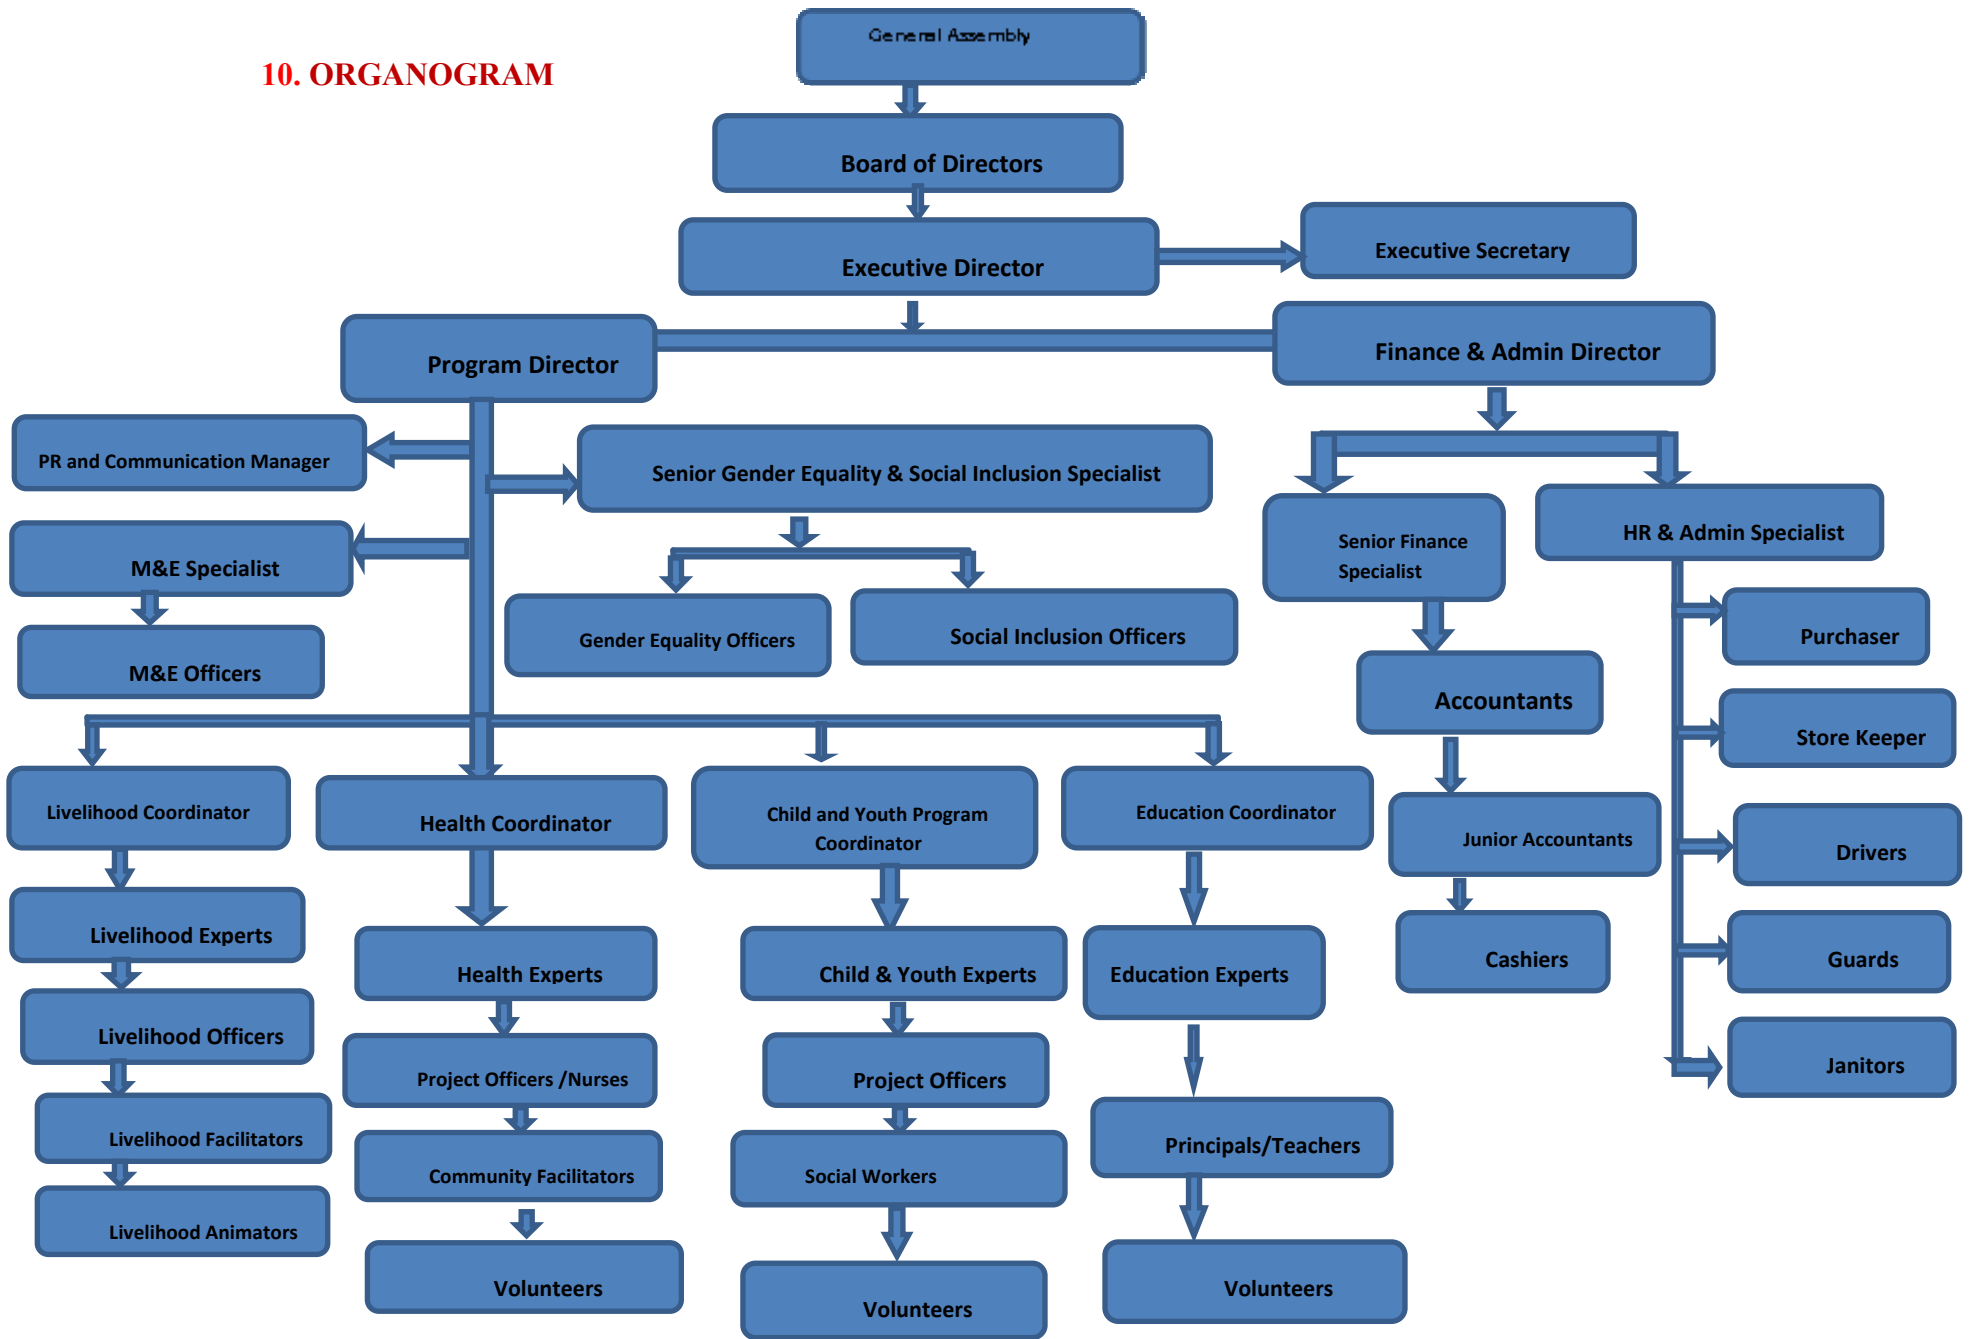 General Assembly
10. ORGANOGRAM
Board of Directors
Executive Director
Executive Secretary
Program Director
Finance & Admin Director
PR and Communication Manager
Senior Gender Equality & Social Inclusion Specialist
Senior Finance
Specialist
HR & Admin Specialist
M&E Specialist
Gender Equality Officers
Social Inclusion Officers
Purchaser
M&E Officers
Accountants
Store Keeper
Livelihood Coordinator
Health Coordinator
Child and Youth Program
Coordinator
Education Coordinator
Junior Accountants
Drivers
Livelihood Experts
Health Experts
Child & Youth Experts
Education Experts
Cashiers
Guards
Livelihood Officers
Project Officers /Nurses
Project Officers
Principals/Teachers
Janitors
Livelihood Facilitators
Community Facilitators
Social Workers
Livelihood Animators
Volunteers
Volunteers
Volunteers